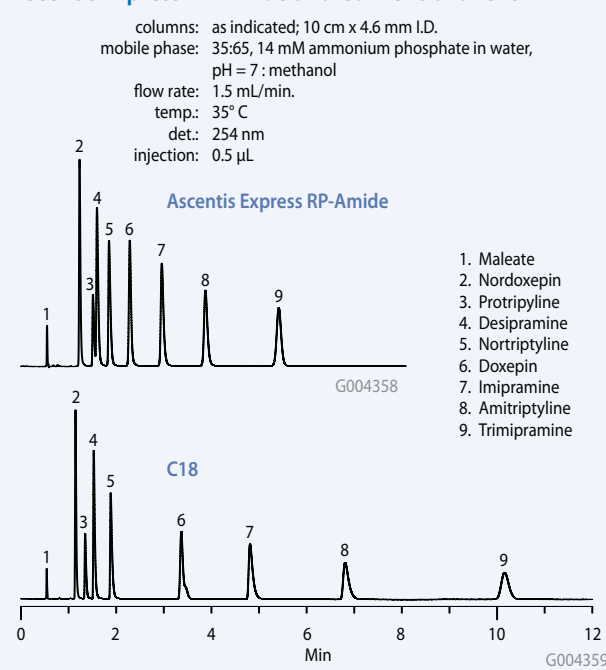 columns: as indicated; 10 cm x 4.6 mm I.D.
mobile phase: 35:65, 14 mM ammonium phosphate in water,
pH = 7 : methanol
flow rate: 1.5 mL/min.
temp.: 35° C
det.: 254 nm
injection: 0.5 µL
Ascentis Express RP-Amide
1
2
3
4
5
6
7
8
9
G004358
1. Maleate
2. Nordoxepin
3. Protripyline
4. Desipramine
5. Nortriptyline
6. Doxepin
7. Imipramine
8. Amitriptyline
9. Trimipramine
C18
1
2
3
4
5
6
7
8
9
0 2 4 6 8 10 12
Min
G004359